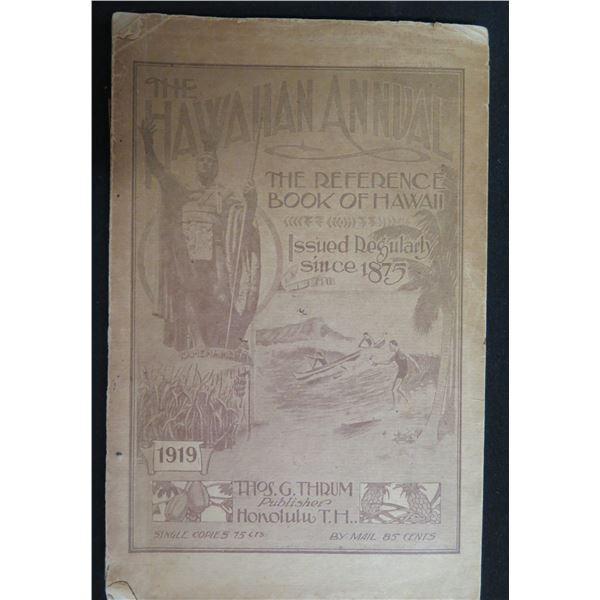 THE
HAWAIIAN ANNUAL
THE REFERENCE
BOOK OF HAWAII
Issued Regularly
since 1875
KAMEHAMEHA
1919
THOS. G. THRUM
Publisher
Honolulu T.H..
SINGLE COPIES 75 CTS.
BY MAIL 85 CENTS